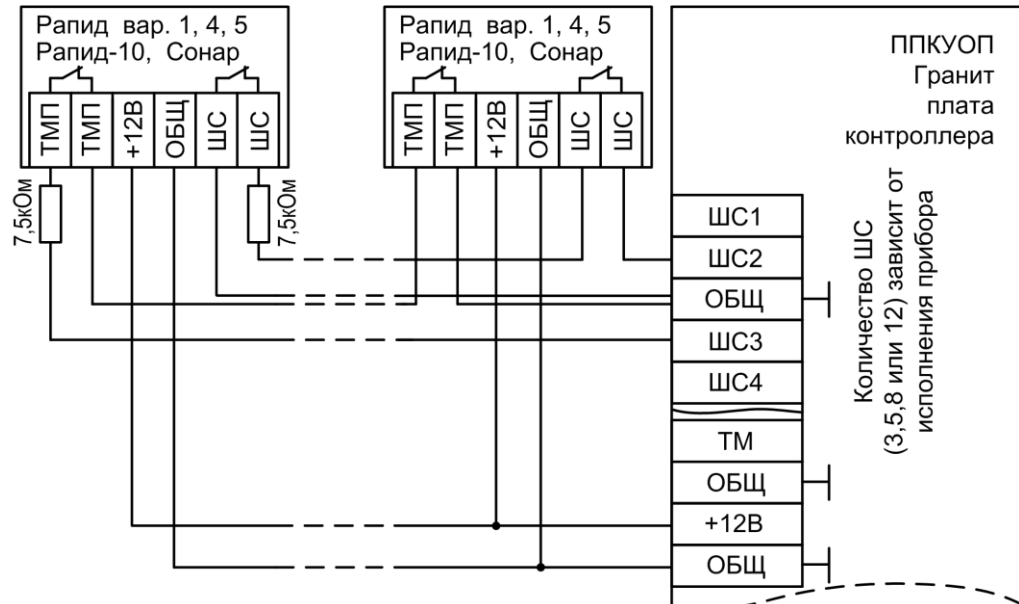 Рапид вар. 1, 4, 5
Рапид-10, Сонар
ТМП
ТМП
+12В
ОБЩ
ШС
ШС
7,5кОм
7,5кОм
Рапид вар. 1, 4, 5
Рапид-10, Сонар
ТМП
ТМП
+12В
ОБЩ
ШС
ШС
ППКУОП
Гранит
плата
контроллера
ШС1
ШС2
ОБЩ
ШС3
ШС4
ТМ
ОБЩ
+12В
ОБЩ
Количество ШС
(3,5,8 или 12) зависит от
исполнения прибора